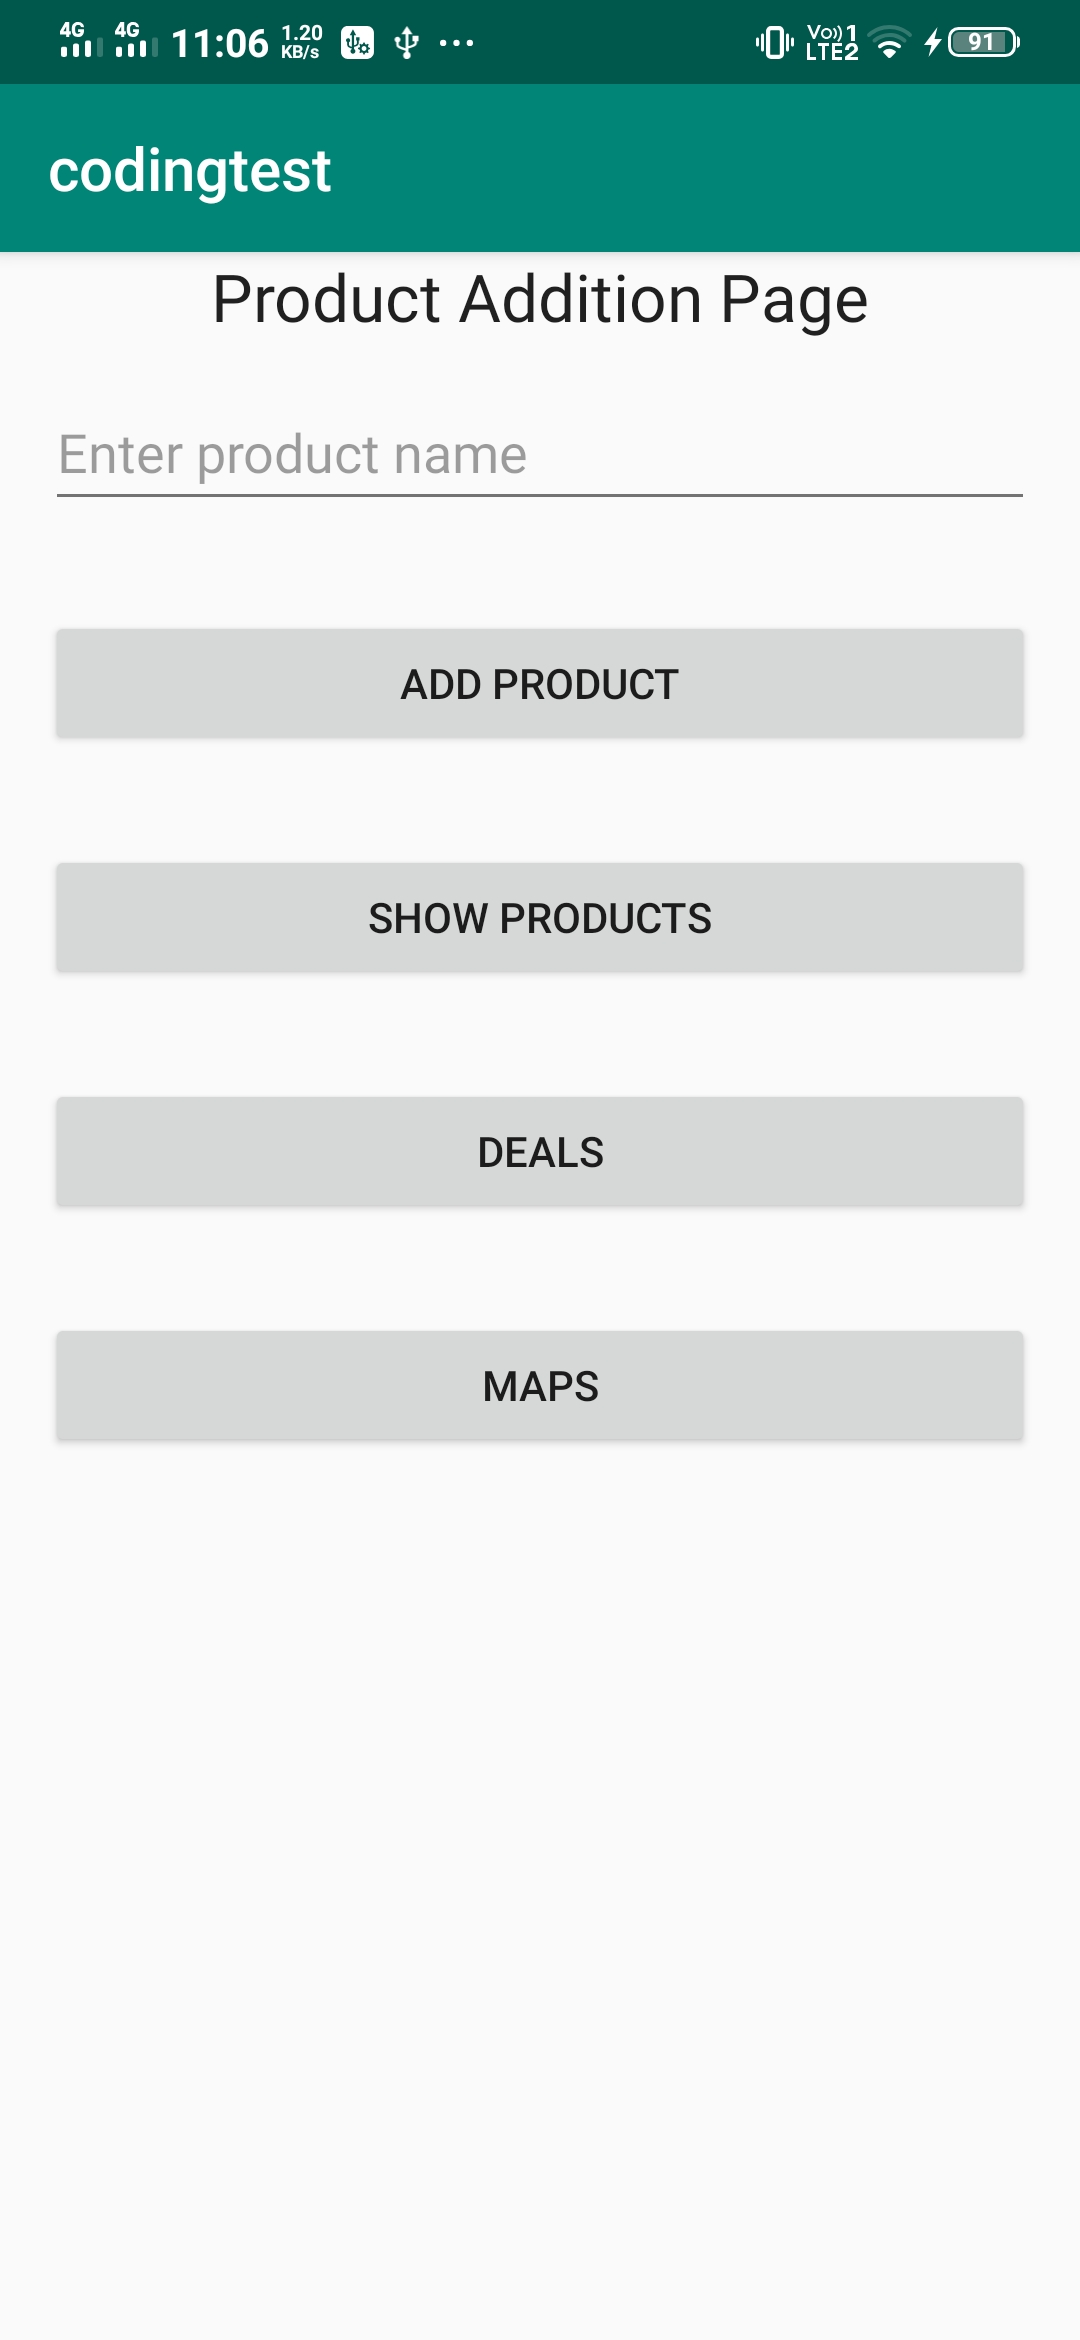 4G 4G 11:06 1.20 KB/s Vo)) 1 LTE2 91
codingtest
Product Addition Page
Enter product name
ADD PRODUCT
SHOW PRODUCTS
DEALS
MAPS